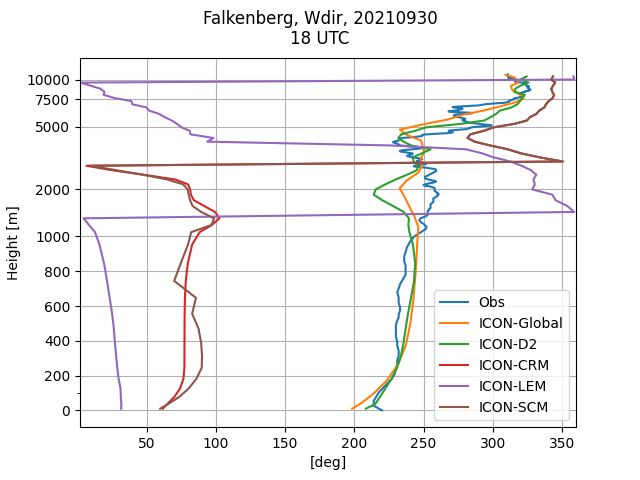 Falkenberg, Wdir, 20210930
18 UTC
Height [m]
10000
7500
5000
2000
1000
800
600
400
200
0
50
100
150
200
250
300
350
[deg]
Obs
ICON-Global
ICON-D2
ICON-CRM
ICON-LEM
ICON-SCM